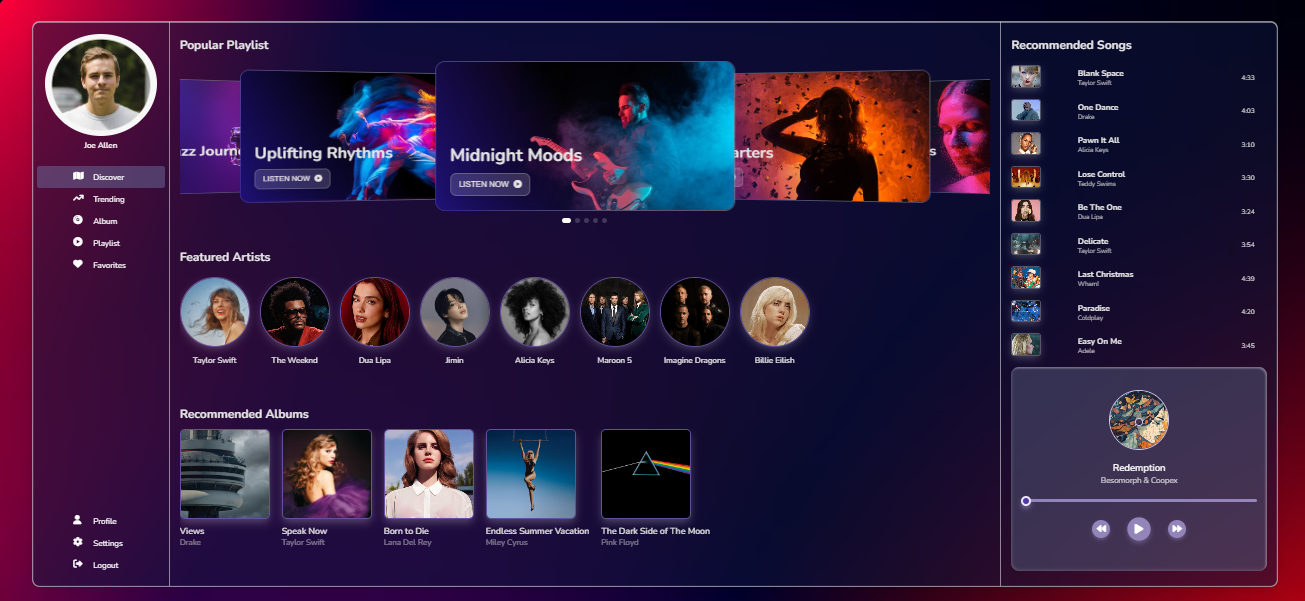 Joe Allen
Discover
Trending
Album
Playlist
Favorites
Profile
Settings
Logout
Popular Playlist
zz Journe
Uplifting Rhythms
LISTEN NOW
Midnight Moods
LISTEN NOW
arters
s
Featured Artists
Taylor Swift
The Weeknd
Dua Lipa
Jimin
Alicia Keys
Maroon 5
Imagine Dragons
Billie Eilish
Recommended Albums
Views
Drake
Speak Now
Taylor Swift
Born to Die
Lana Del Rey
Endless Summer Vacation
Miley Cyrus
The Dark Side of The Moon
Pink Floyd
Recommended Songs
Blank Space
Taylor Swift
4:33
One Dance
Drake
4:03
Pawn It All
Alicia Keys
3:10
Lose Control
Teddy Swims
3:30
Be The One
Dua Lipa
3:24
Delicate
Taylor Swift
3:54
Last Christmas
Wham!
4:39
Paradise
Coldplay
4:20
Easy On Me
Adele
3:45
Redemption
Besomorph & Coopex